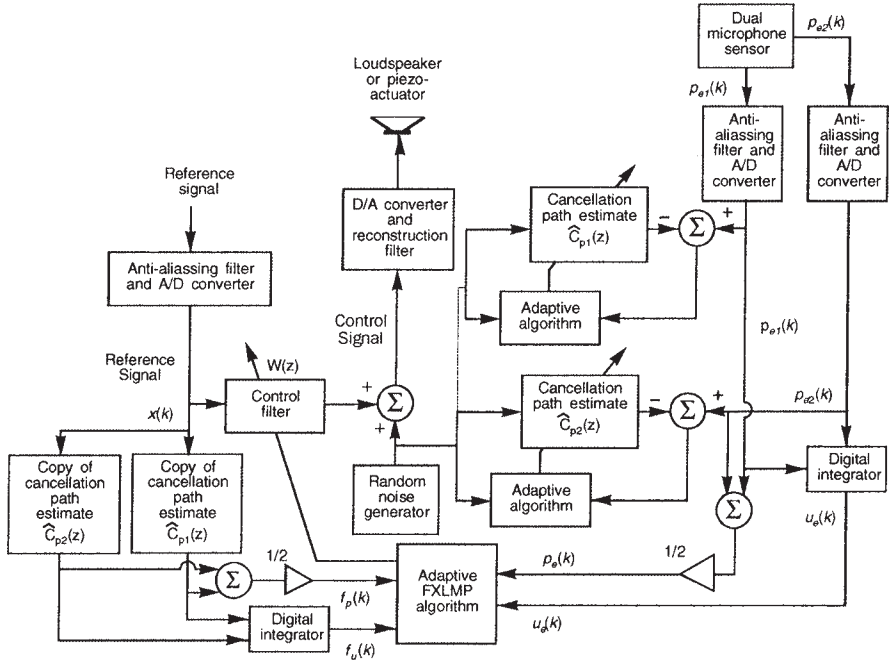 Dual
microphone
sensor
p_e2(k)
Loudspeaker
or piezo-
actuator
p_e1(k)
Anti-
aliassing
filter and
A/D
converter
Anti-
aliassing
filter and
A/D
converter
Reference
signal
D/A converter
and
reconstruction
filter
Cancellation
path estimate
Ĉ_p1(z)
−
Σ
+
Anti-aliassing filter
and A/D converter
Adaptive
algorithm
Control
Signal
p_e1(k)
Reference
Signal
W(z)
x(k)
Control
filter
+
Σ
+
Cancellation
path estimate
Ĉ_p2(z)
−
Σ
+
p_e2(k)
Copy of
cancellation
path
estimate
Ĉ_p2(z)
Copy of
cancellation
path
estimate
Ĉ_p1(z)
Random
noise
generator
Adaptive
algorithm
Digital
integrator
Σ
u_e(k)
Σ
1/2
f_p(k)
Adaptive
FXLMP
algorithm
p_e(k)
1/2
Digital
integrator
f_u(k)
u_e(k)